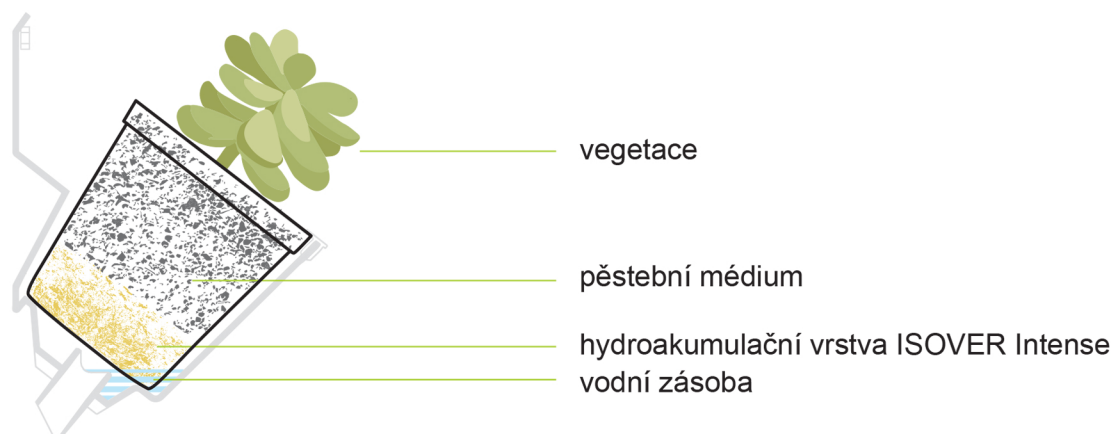 vegetace
pěstební médium
hydroakumulační vrstva ISOVER Intense
vodní zásoba